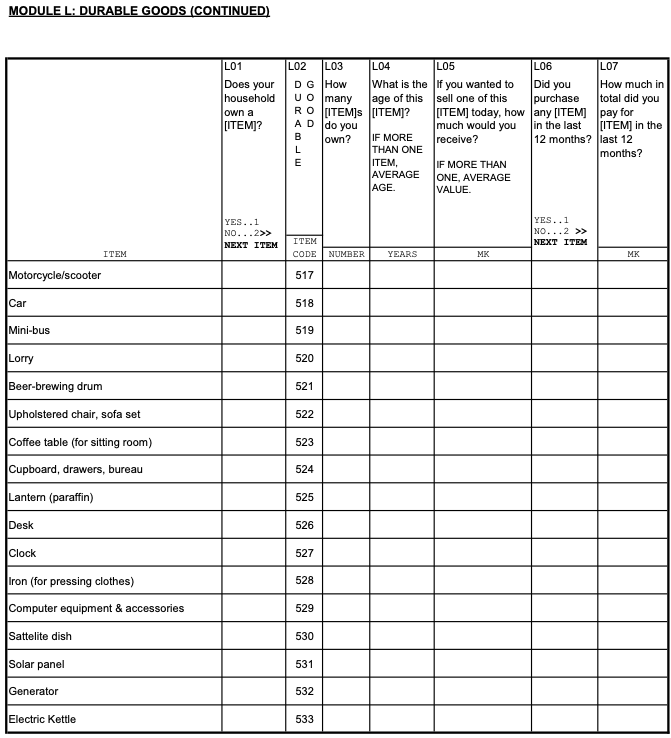 MODULE L: DURABLE GOODS (CONTINUED)
L01 L02 L03 L04 L05 L06 L07
Does your household own a [ITEM]?
YES..1
NO...2>>
NEXT ITEM
DURABLE GOOD
ITEM CODE
How many [ITEM]s do you own?
NUMBER
What is the age of this [ITEM]?
IF MORE THAN ONE ITEM, AVERAGE AGE.
YEARS
If you wanted to sell one of this [ITEM] today, how much would you receive?
IF MORE THAN ONE, AVERAGE VALUE.
MK
Did you purchase any [ITEM] in the last 12 months?
YES..1
NO...2 >>
NEXT ITEM
How much in total did you pay for [ITEM] in the last 12 months?
MK
ITEM
Motorcycle/scooter 517
Car 518
Mini-bus 519
Lorry 520
Beer-brewing drum 521
Upholstered chair, sofa set 522
Coffee table (for sitting room) 523
Cupboard, drawers, bureau 524
Lantern (paraffin) 525
Desk 526
Clock 527
Iron (for pressing clothes) 528
Computer equipment & accessories 529
Sattelite dish 530
Solar panel 531
Generator 532
Electric Kettle 533